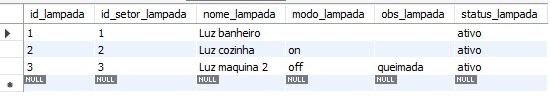 id_lampada id_setor_lampada nome_lampada modo_lampada obs_lampada status_lampada
1 1 Luz banheiro ativo
2 2 Luz cozinha on ativo
3 3 Luz maquina 2 off queimada ativo
NULL NULL NULL NULL NULL NULL